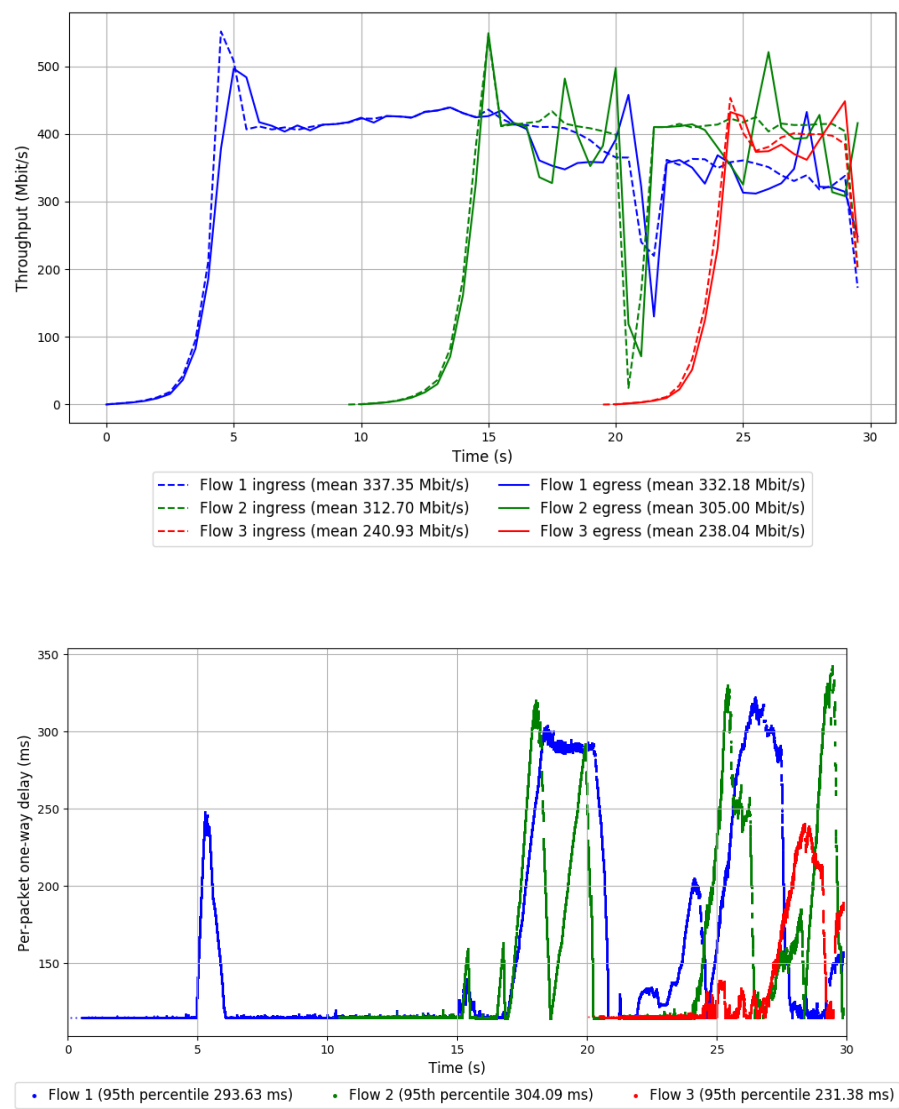 500
400
300
200
100
0
Throughput (Mbit/s)
0 5 10 15 20 25 30
Time (s)
Flow 1 ingress (mean 337.35 Mbit/s) Flow 1 egress (mean 332.18 Mbit/s)
Flow 2 ingress (mean 312.70 Mbit/s) Flow 2 egress (mean 305.00 Mbit/s)
Flow 3 ingress (mean 240.93 Mbit/s) Flow 3 egress (mean 238.04 Mbit/s)
350
300
250
200
150
Per-packet one-way delay (ms)
0 5 10 15 20 25 30
Time (s)
Flow 1 (95th percentile 293.63 ms) Flow 2 (95th percentile 304.09 ms) Flow 3 (95th percentile 231.38 ms)